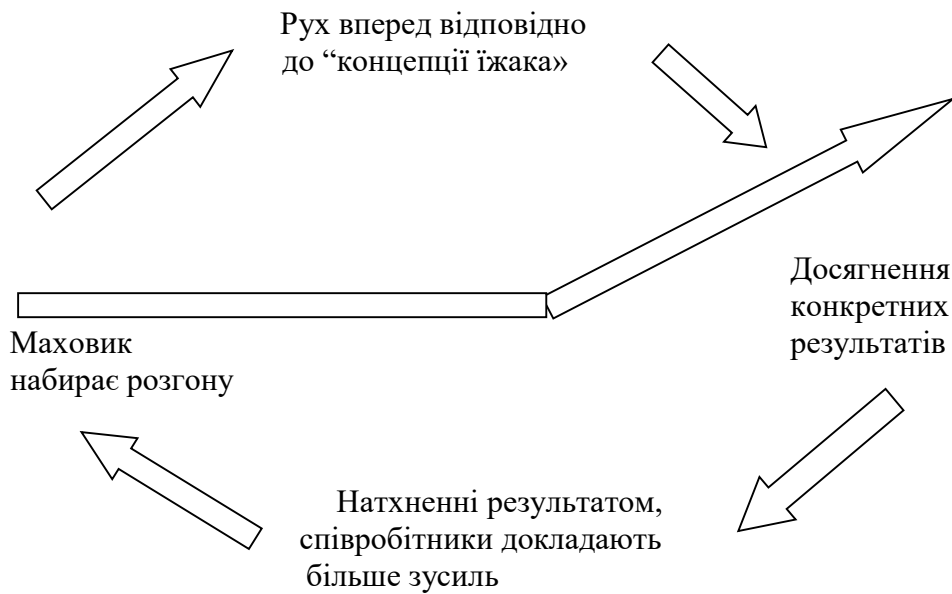 Рух вперед відповідно
до “концепції їжака»
Досягнення
конкретних
результатів
Маховик
набирає розгону
Натхненні результатом,
співробітники докладають
більше зусиль